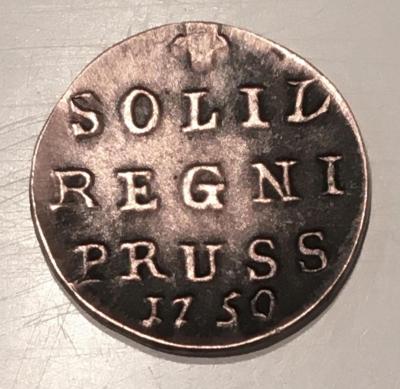 SOLID
REGNI
PRUSS
1750